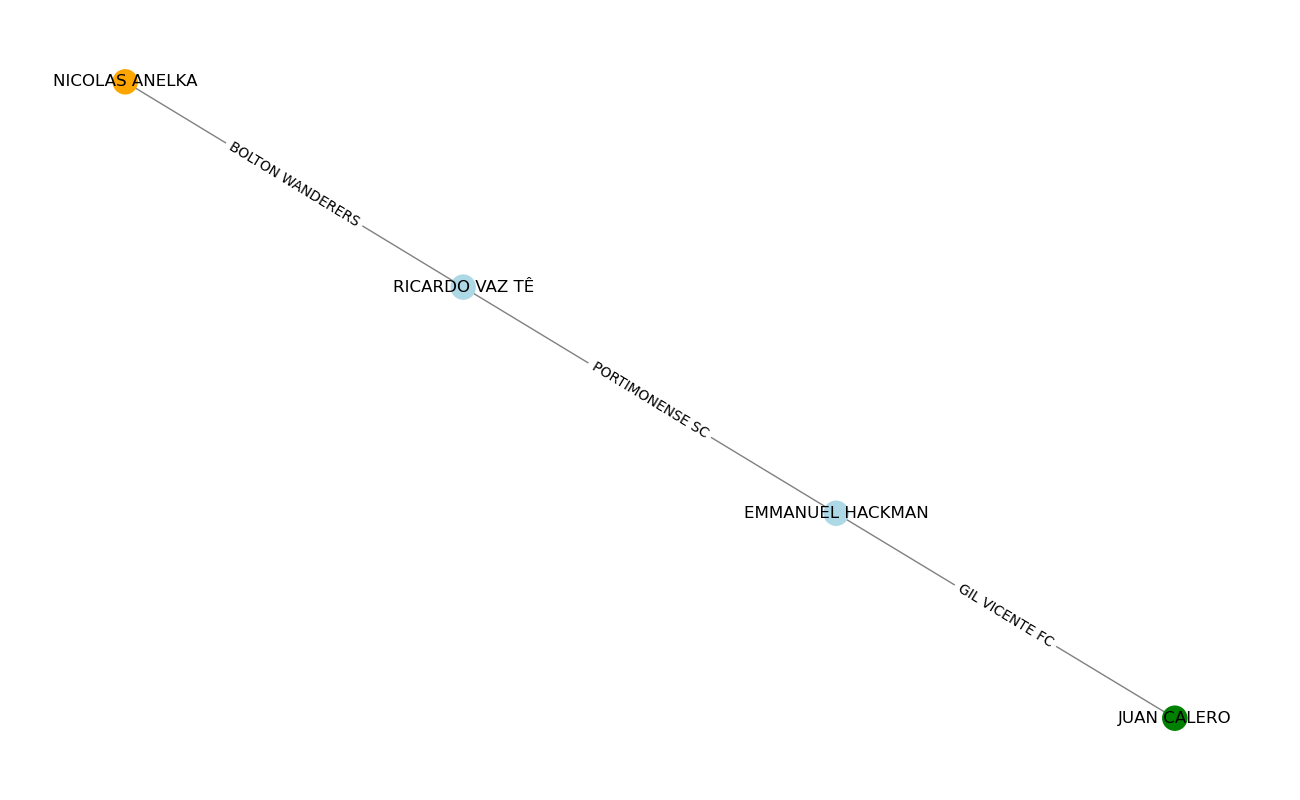 NICOLAS ANELKA
BOLTON WANDERERS
RICARDO VAZ TÊ
PORTIMONENSE SC
EMMANUEL HACKMAN
GIL VICENTE FC
JUAN CALERO